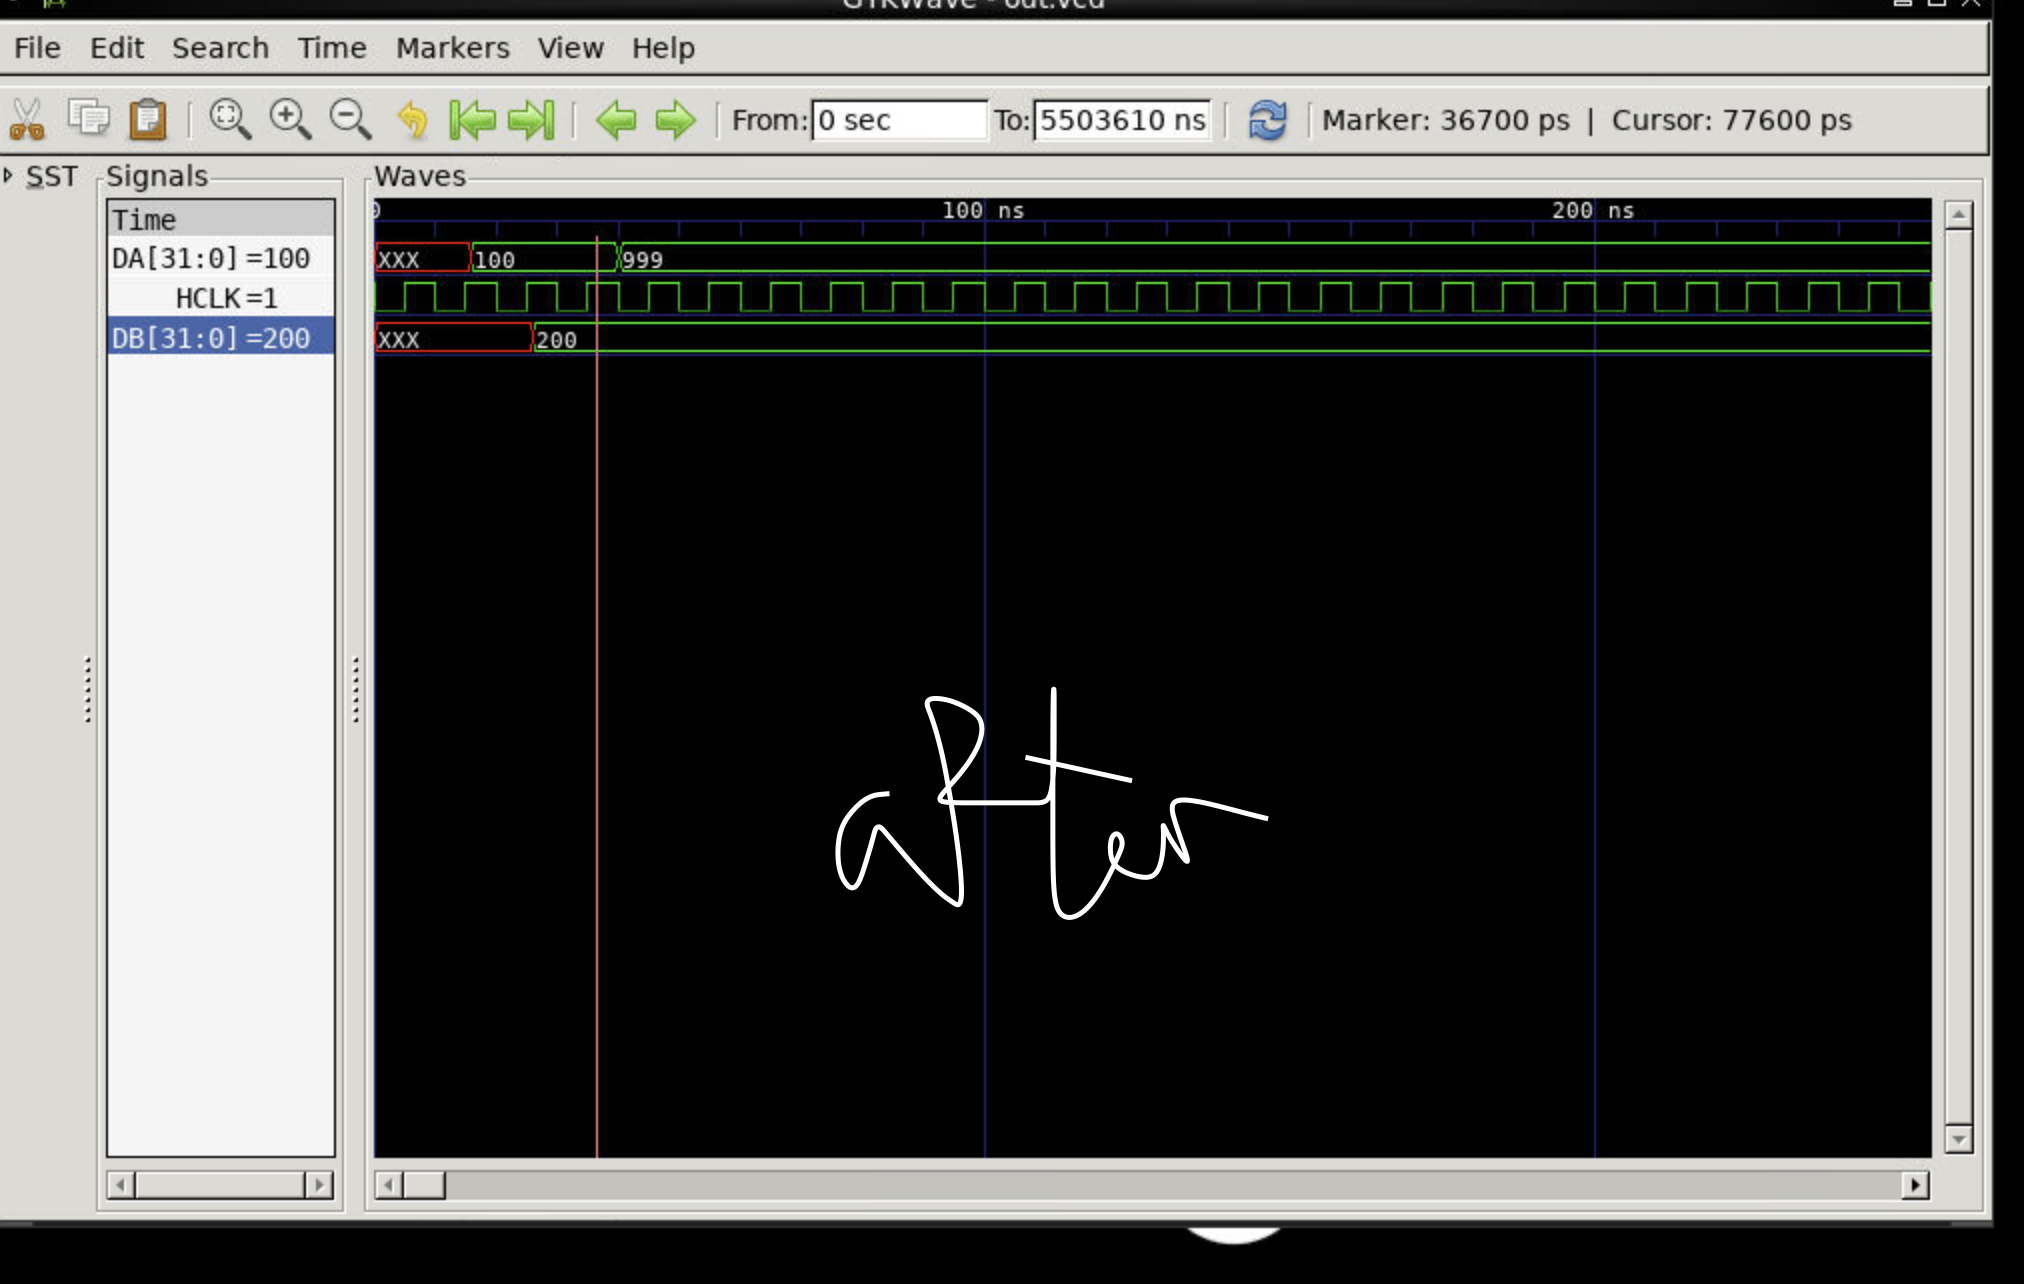 GTKWave - out.vcd
File Edit Search Time Markers View Help
From: 0 sec To: 5503610 ns Marker: 36700 ps | Cursor: 77600 ps
SST Signals Waves
Time 0 100 ns 200 ns
DA[31:0] =100 XXX 100 999
HCLK =1
DB[31:0] =200 XXX 200
after